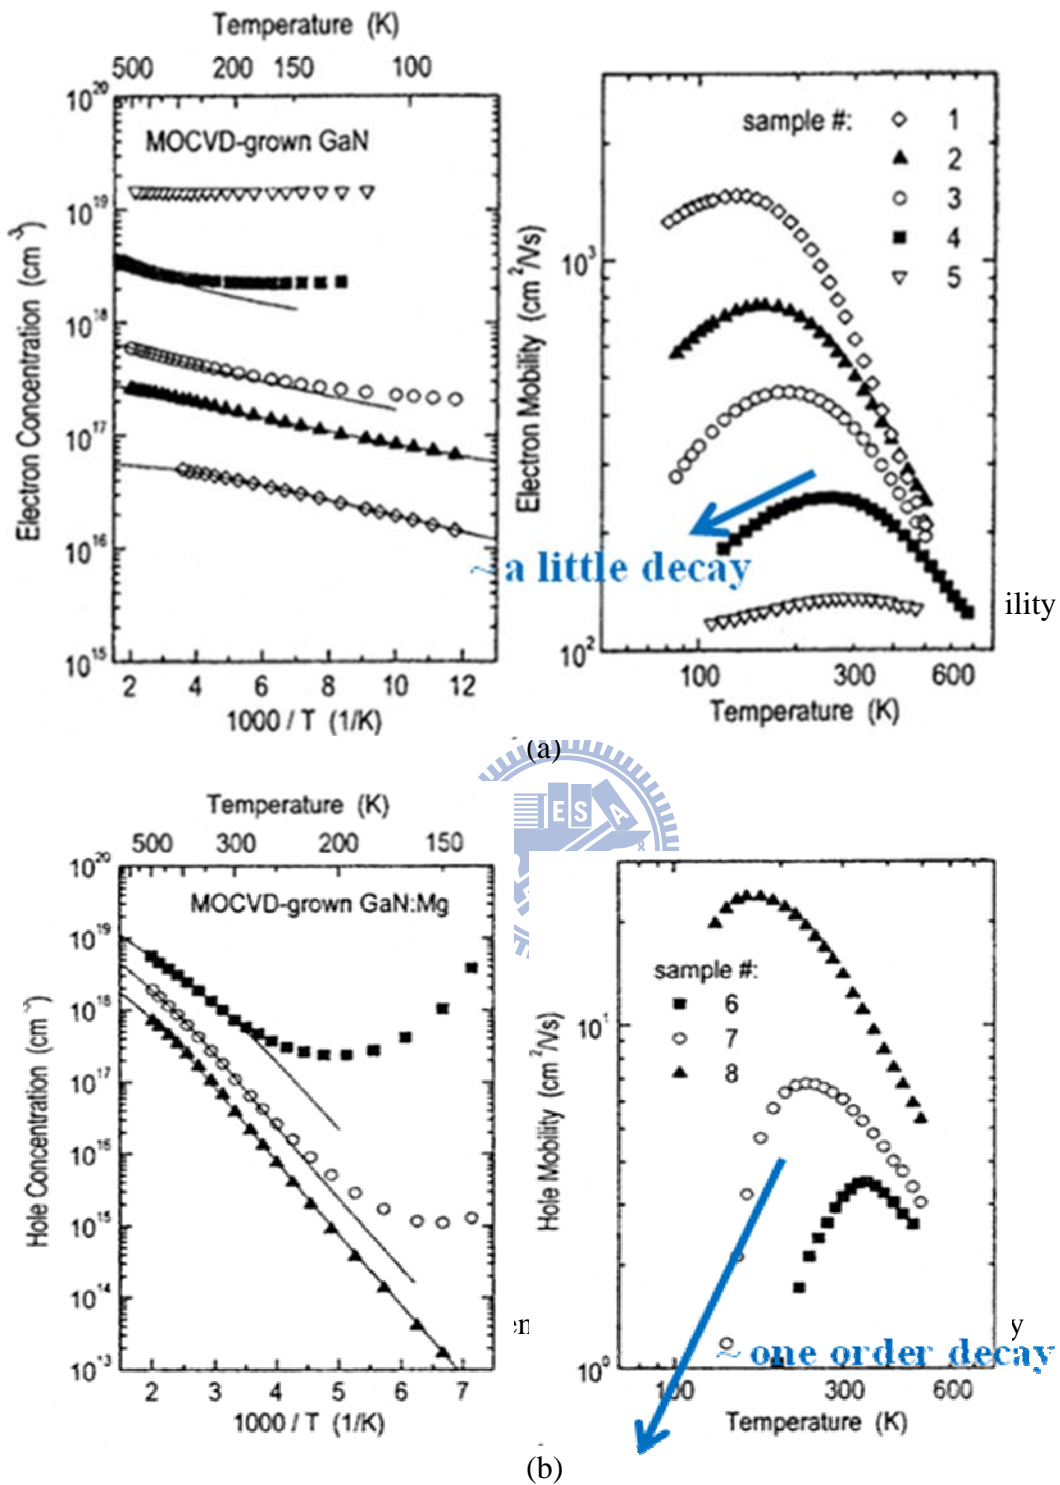 Temperature (K)
500 200 150 100
10^20
10^19
10^18
10^17
10^16
10^15
Electron Concentration (cm^-3)
MOCVD-grown GaN
2 4 6 8 10 12
1000 / T (1/K)
sample #: 1
2
3
4
5
10^3
10^2
Electron Mobility (cm^2/Vs)
~ a little decay
ility
100 300 600
Temperature (K)
(a)
Temperature (K)
500 300 200 150
10^20
10^19
10^18
10^17
10^16
10^15
10^14
Hole Concentration (cm^-3)
MOCVD-grown GaN:Mg
2 3 4 5 6 7
1000 / T (1/K)
ES A
sample #:
6
7
8
10^1
10^0
Hole Mobility (cm^2/Vs)
en
y
~ one order decay
100 300 600
Temperature (K)
(b)